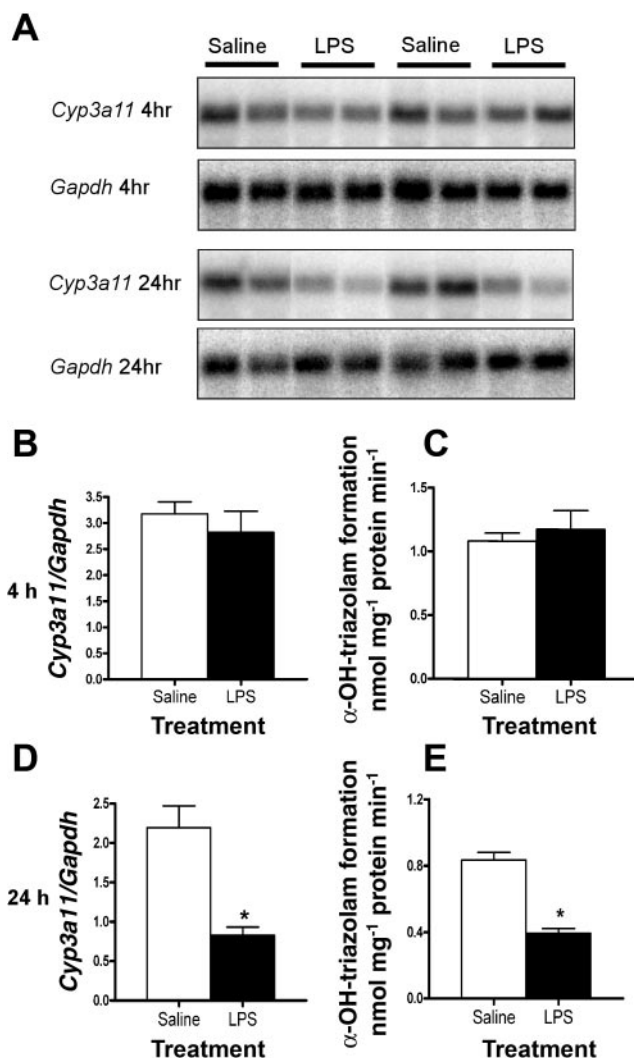 A
Saline LPS Saline LPS
Cyp3a11 4hr
Gapdh 4hr
Cyp3a11 24hr
Gapdh 24hr
B
4 h
Cyp3a11/Gapdh
3.5
3.0
2.5
2.0
1.5
1.0
0.5
0.0
Saline LPS
Treatment
C
α-OH-triazolam formation
nmol mg⁻¹ protein min⁻¹
1.5
1.0
0.5
0.0
Saline LPS
Treatment
D
24 h
Cyp3a11/Gapdh
2.5
2.0
1.5
1.0
0.5
0.0
*
Saline LPS
Treatment
E
α-OH-triazolam formation
nmol mg⁻¹ protein min⁻¹
1.2
0.8
0.4
0.0
*
Saline LPS
Treatment